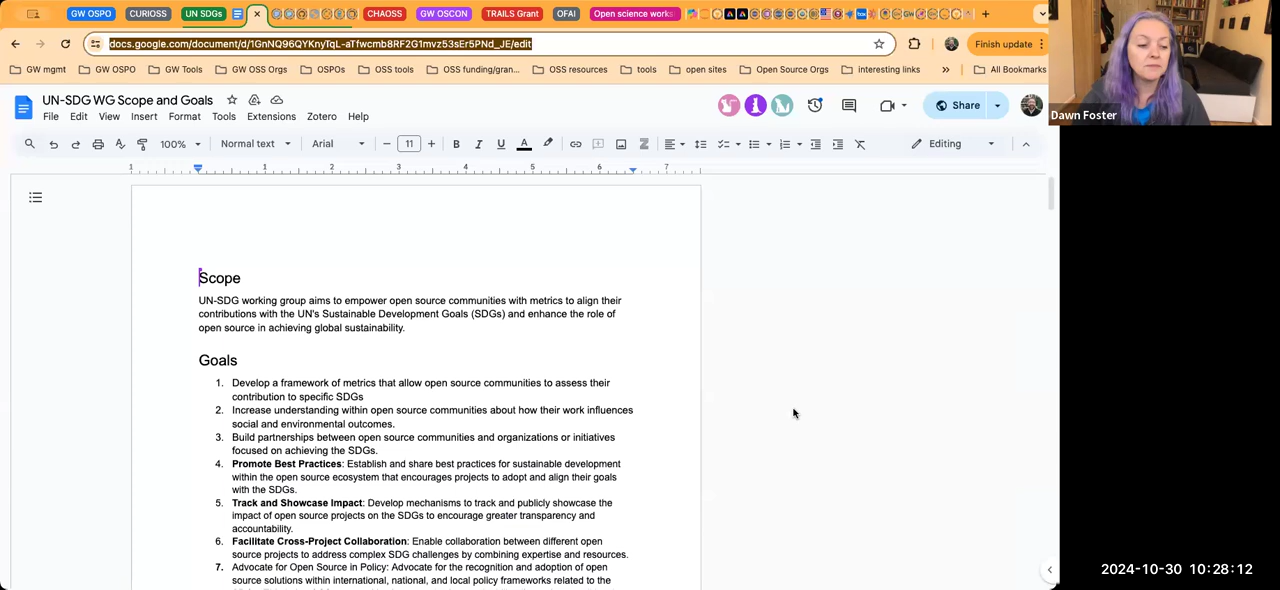 GW OSPO
CURIOSS
UN SDGs
CHAOSS
GW OSCON
TRAILS Grant
OFAI
Open science works
docs.google.com/document/d/1GnNQ96QYKnyTqL-aTfwcmb8RF2G1mvz53sEr5PNd_JE/edit
Finish update
GW mgmt
GW OSPO
GW Tools
GW OSS Orgs
OSPOs
OSS tools
OSS funding/gran...
OSS resources
tools
open sites
Open Source Orgs
interesting links
»
All Bookmarks
UN-SDG WG Scope and Goals
File Edit View Insert Format Tools Extensions Zotero Help
Share
100%
Normal text
Arial
11
Editing
1 1 2 3 4 5 6 7
Scope
UN-SDG working group aims to empower open source communities with metrics to align their
contributions with the UN's Sustainable Development Goals (SDGs) and enhance the role of
open source in achieving global sustainability.
Goals
1. Develop a framework of metrics that allow open source communities to assess their
contribution to specific SDGs
2. Increase understanding within open source communities about how their work influences
social and environmental outcomes.
3. Build partnerships between open source communities and organizations or initiatives
focused on achieving the SDGs.
4. Promote Best Practices: Establish and share best practices for sustainable development
within the open source ecosystem that encourages projects to adopt and align their goals
with the SDGs.
5. Track and Showcase Impact: Develop mechanisms to track and publicly showcase the
impact of open source projects on the SDGs to encourage greater transparency and
accountability.
6. Facilitate Cross-Project Collaboration: Enable collaboration between different open
source projects to address complex SDG challenges by combining expertise and resources.
7. Advocate for Open Source in Policy: Advocate for the recognition and adoption of open
source solutions within international, national, and local policy frameworks related to the
Dawn Foster
2024-10-30 10:28:12